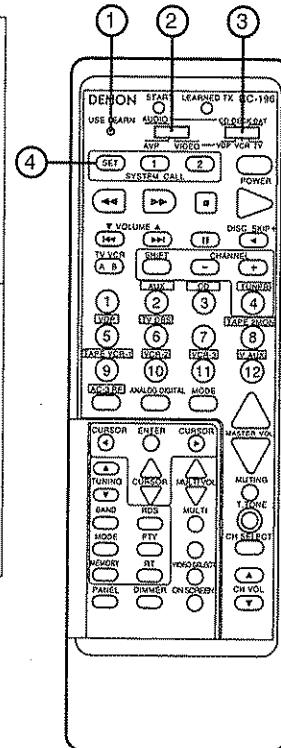 1 2 3
DENON START LEARNED TX RC-196
USE LEARN AUDIO CD DECK DAT
AVP VIDEO VDP VCR TV
4 SET 1 2 POWER
SYSTEM CALL
▼ VOLUME ▲ DISC SKIP+
TV VCR SHIFT CHANNEL
A B - +
AUX CD TUNER
1 2 3 4
VDP TV/DBS TAPE 2MON
5 6 7 8
TAPE VCR-1 VCR-2 VCR-3 V.AUX
9 10 11 12
AC-3 RF ANALOG DIGITAL MODE
CURSOR ENTER CURSOR MASTER VOL
TUNING CURSOR MULTI VOL MUTING
BAND RDS MULTI T.TONE
MODE PTY CH SELECT
MEMORY RT VIDEO SELECT
PANEL DIMMER ON SCREEN CH VOL